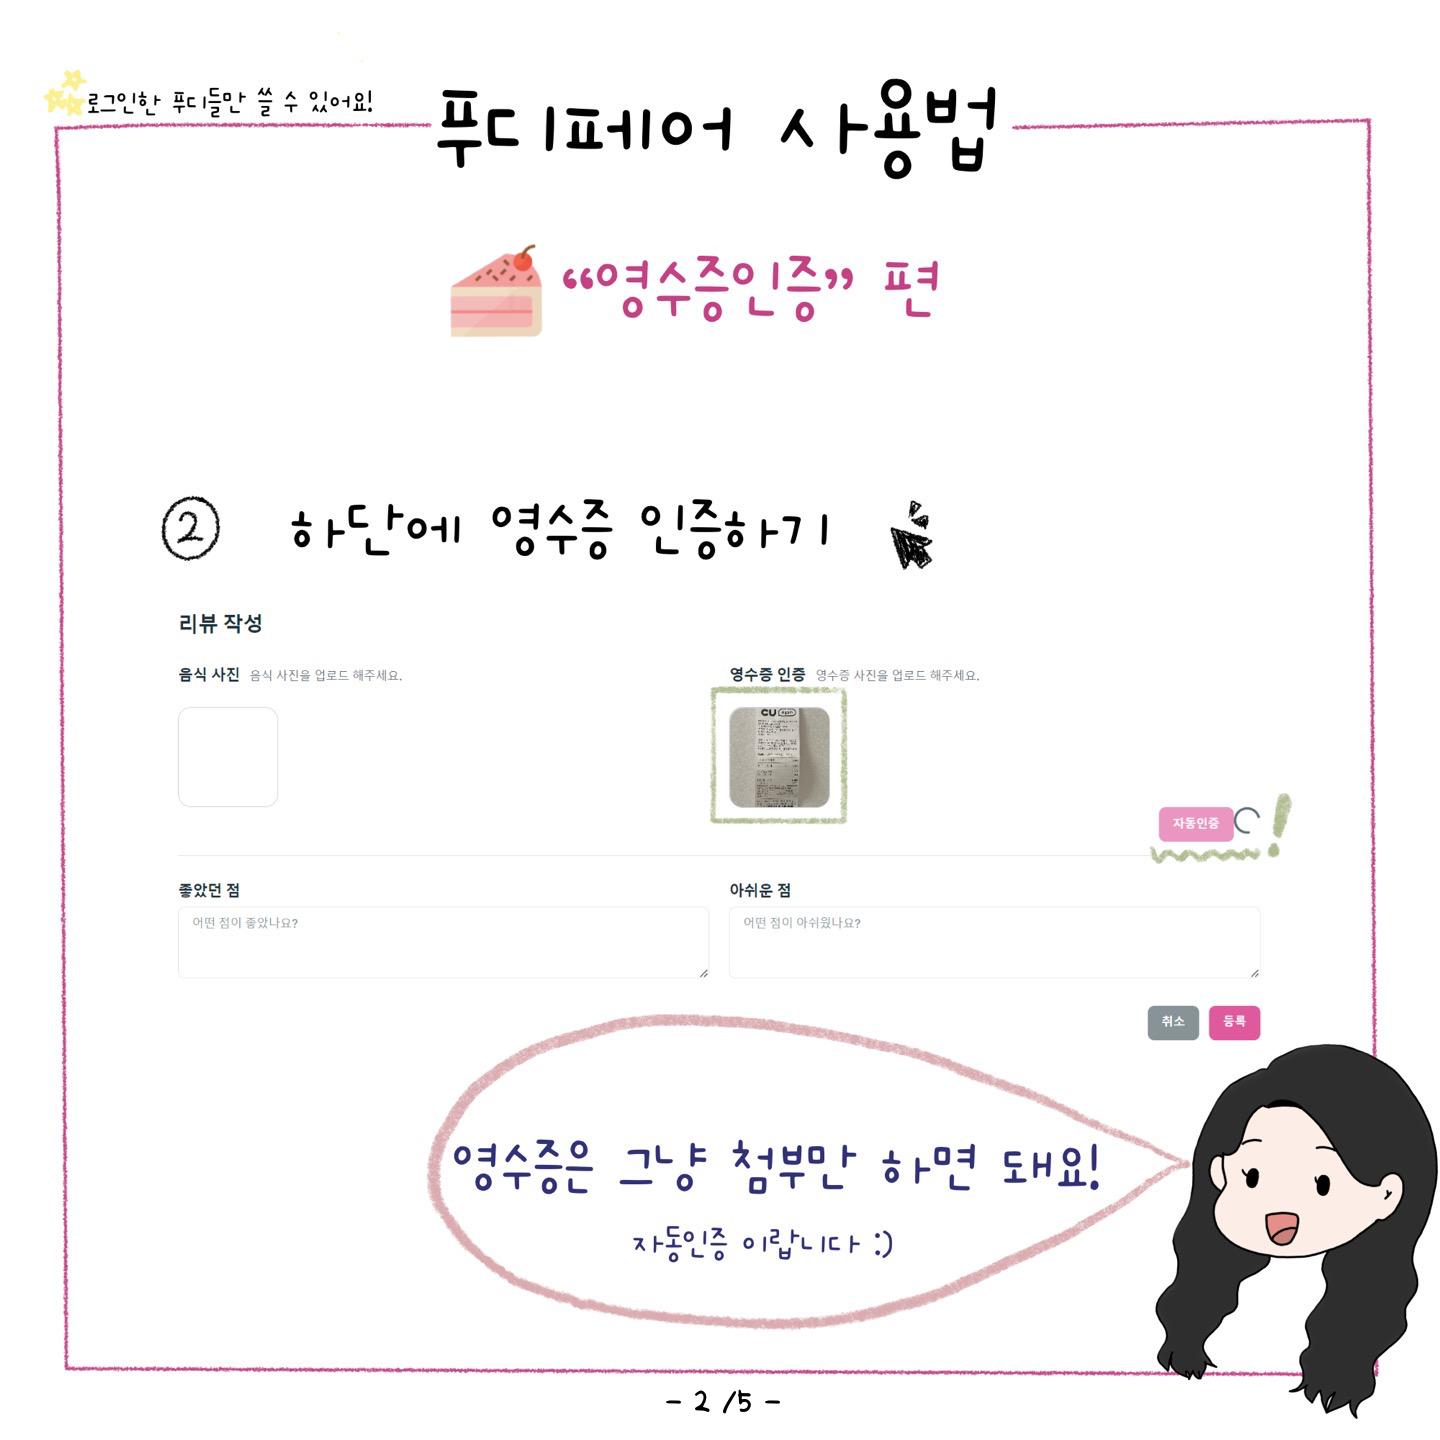 로그인한 푸디들만 쓸 수 있어요!
푸디페어 사용법
“영수증인증” 편
② 하단에 영수증 인증하기
리뷰 작성
음식 사진 음식 사진을 업로드 해주세요.
영수증 인증 영수증 사진을 업로드 해주세요.
CU
자동인증
!
좋았던 점
아쉬운 점
어떤 점이 좋았나요?
어떤 점이 아쉬웠나요?
취소 등록
영수증은 그냥 첨부만 하면 돼요!
자동인증 이랍니다 :)
- 2 /5 -